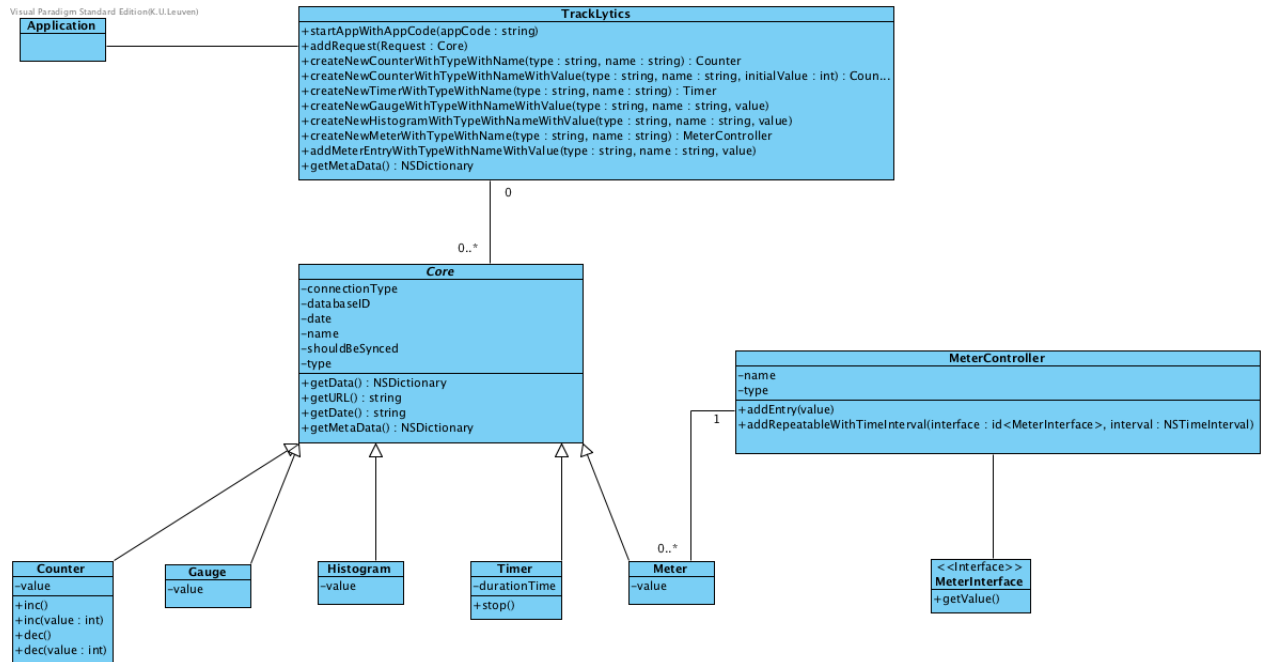 Visual Paradigm Standard Edition(K.U.Leuven)
Application
TrackLytics
+startAppWithAppCode(appCode : string)
+addRequest(Request : Core)
+createNewCounterWithTypeWithName(type : string, name : string) : Counter
+createNewCounterWithTypeWithNameWithValue(type : string, name : string, initialValue : int) : Coun...
+createNewTimerWithTypeWithName(type : string, name : string) : Timer
+createNewGaugeWithTypeWithNameWithValue(type : string, name : string, value)
+createNewHistogramWithTypeWithNameWithValue(type : string, name : string, value)
+createNewMeterWithTypeWithName(type : string, name : string) : MeterController
+addMeterEntryWithTypeWithNameWithValue(type : string, name : string, value)
+getMetaData() : NSDictionary
0
0..*
Core
-connectionType
-databaseID
-date
-name
-shouldBeSynced
-type
+getData() : NSDictionary
+getURL() : string
+getDate() : string
+getMetaData() : NSDictionary
MeterController
-name
-type
+addEntry(value)
+addRepeatableWithTimeInterval(interface : id<MeterInterface>, interval : NSTimeInterval)
1
0..*
Counter
-value
+inc()
+inc(value : int)
+dec()
+dec(value : int)
Gauge
-value
Histogram
-value
Timer
-durationTime
+stop()
Meter
-value
<<Interface>>
MeterInterface
+getValue()